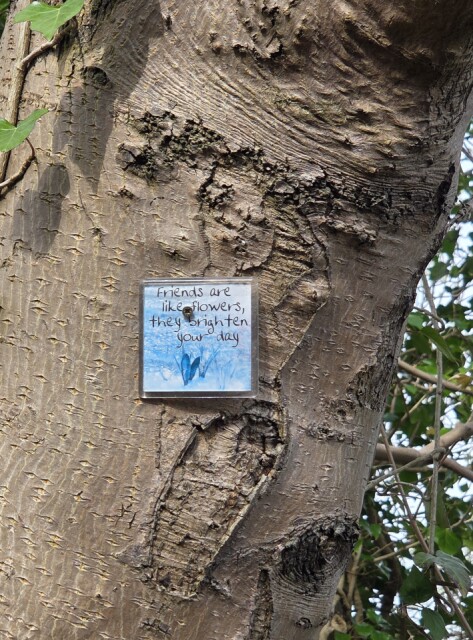 Friends are
like flowers,
they brighten
your day